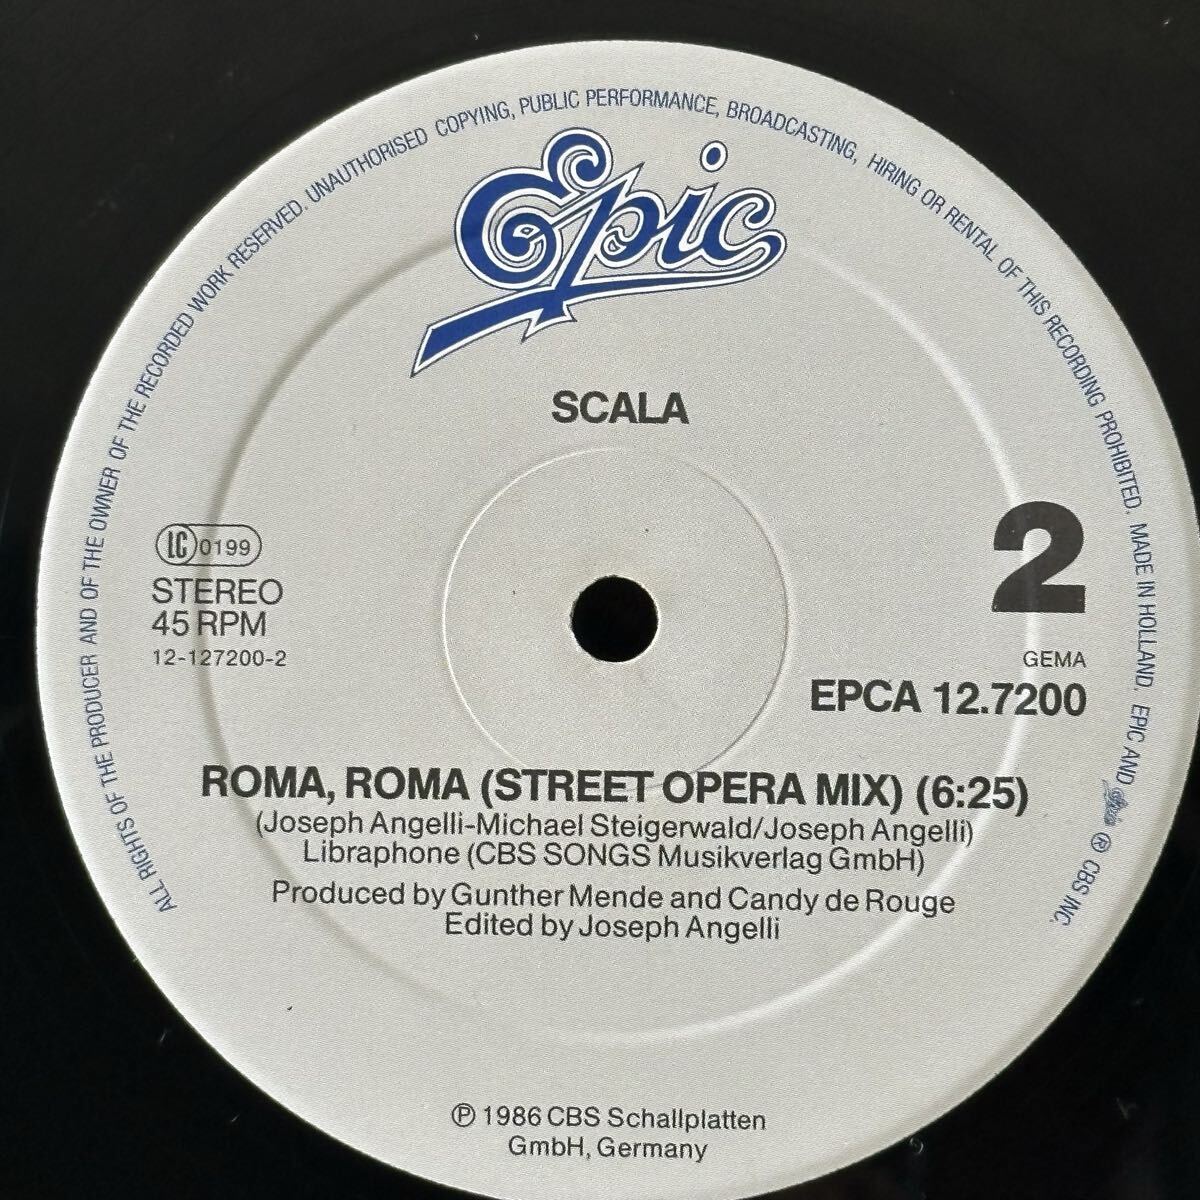 ALL RIGHTS OF THE PRODUCER AND OF THE OWNER OF THE RECORDED WORK RESERVED. UNAUTHORISED COPYING, PUBLIC PERFORMANCE, BROADCASTING, HIRING OR RENTAL OF THIS RECORDING PROHIBITED. MADE IN HOLLAND. EPIC AND Epic ® CBS INC.
Epic
SCALA
LC 0199
STEREO
45 RPM
12-127200-2
2
GEMA
EPCA 12.7200
ROMA, ROMA (STREET OPERA MIX) (6:25)
(Joseph Angelli-Michael Steigerwald/Joseph Angelli)
Libraphone (CBS SONGS Musikverlag GmbH)
Produced by Gunther Mende and Candy de Rouge
Edited by Joseph Angelli
℗ 1986 CBS Schallplatten
GmbH, Germany